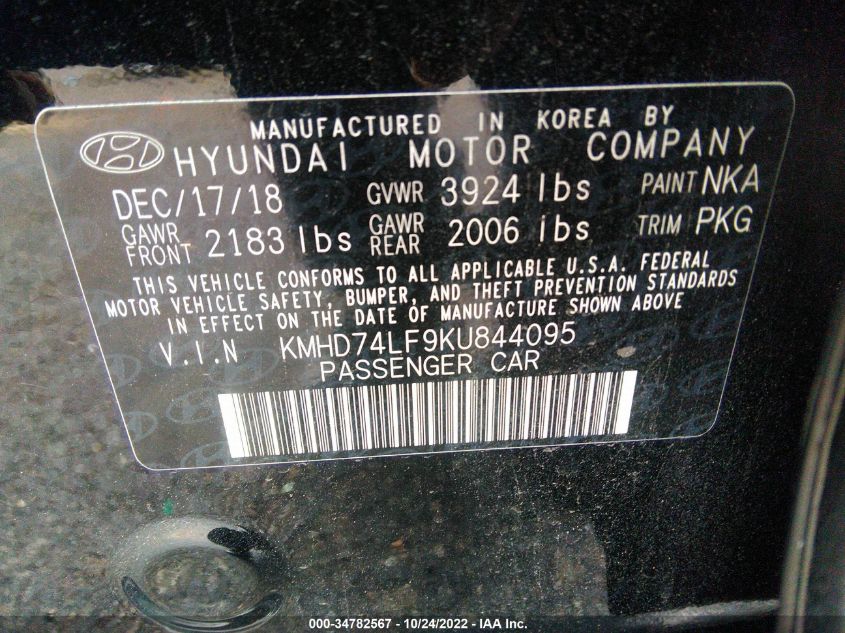 MANUFACTURED IN KOREA BY
HYUNDAI MOTOR COMPANY
DEC/17/18 GVWR 3924 lbs PAINT NKA
GAWR FRONT 2183 lbs GAWR REAR 2006 lbs TRIM PKG
THIS VEHICLE CONFORMS TO ALL APPLICABLE U.S.A. FEDERAL
MOTOR VEHICLE SAFETY, BUMPER, AND THEFT PREVENTION STANDARDS
IN EFFECT ON THE DATE OF MANUFACTURE SHOWN ABOVE
V.I.N KMHD74LF9KU844095
PASSENGER CAR
000-34782567 - 10/24/2022 - IAA Inc.